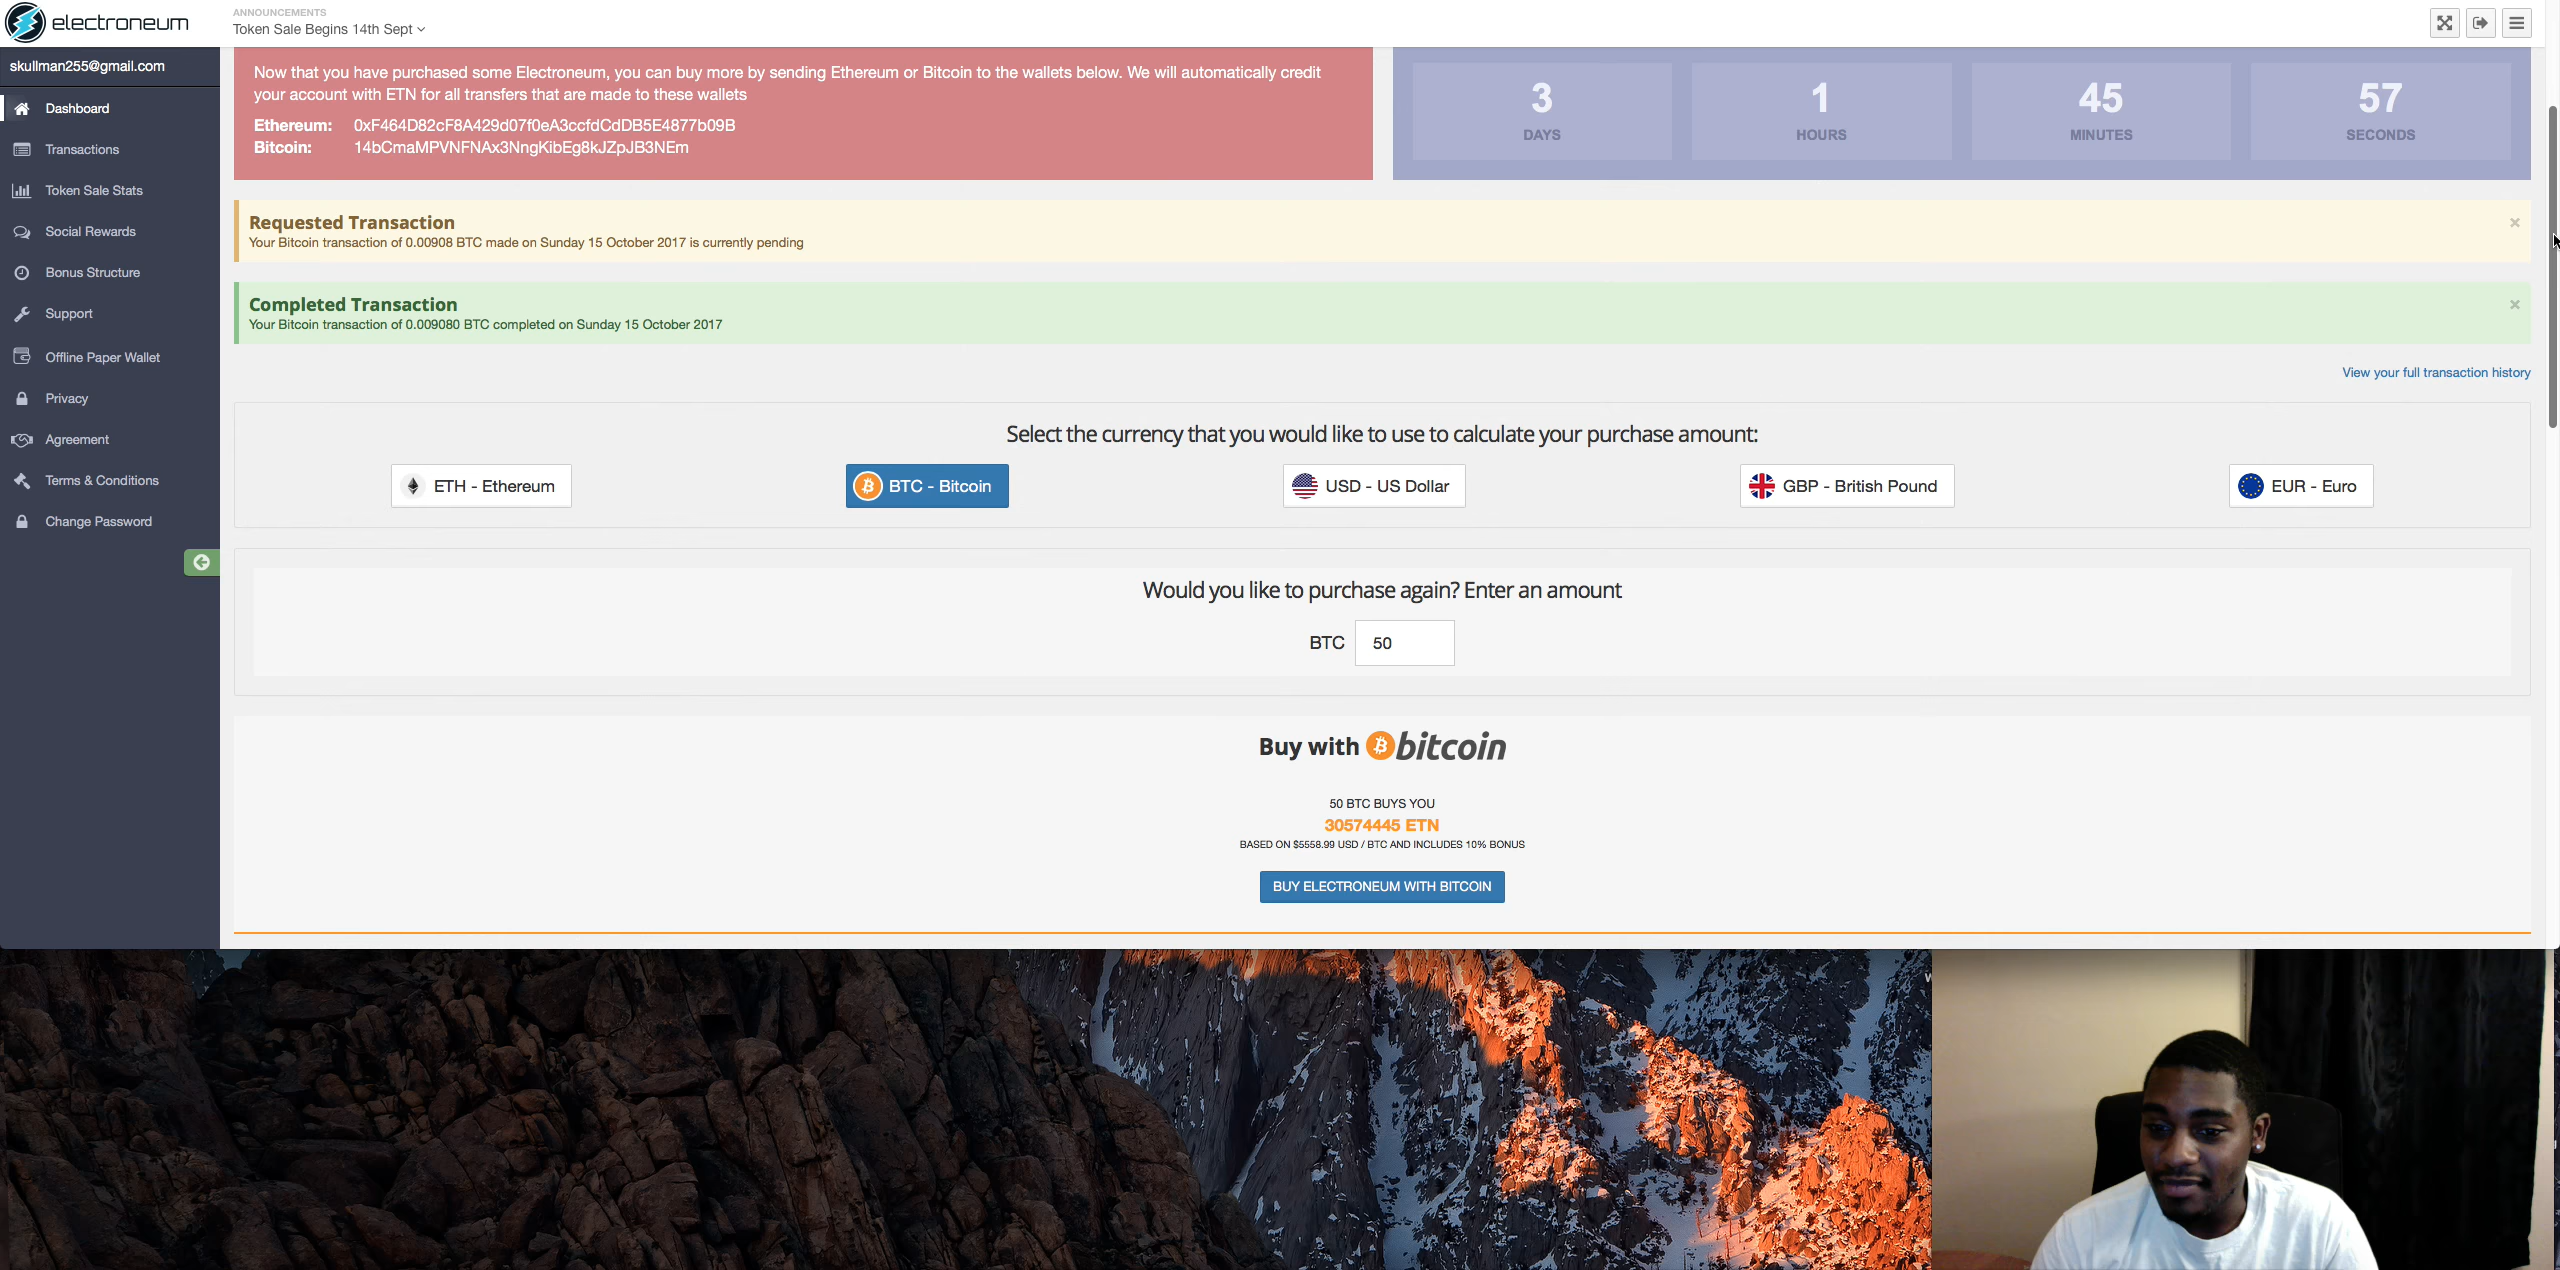 electroneum
ANNOUNCEMENTS
Token Sale Begins 14th Sept
skullman255@gmail.com
Dashboard
Transactions
Token Sale Stats
Social Rewards
Bonus Structure
Support
Offline Paper Wallet
Privacy
Agreement
Terms & Conditions
Change Password
Now that you have purchased some Electroneum, you can buy more by sending Ethereum or Bitcoin to the wallets below. We will automatically credit
your account with ETN for all transfers that are made to these wallets
Ethereum: 0xF464D82cF8A429d07f0eA3ccfdCdDB5E4877b09B
Bitcoin: 14bCmaMPVNFNAx3NngKibEg8kJZpJB3NEm
3 1 45 57
DAYS HOURS MINUTES SECONDS
Requested Transaction
Your Bitcoin transaction of 0.00908 BTC made on Sunday 15 October 2017 is currently pending
Completed Transaction
Your Bitcoin transaction of 0.009080 BTC completed on Sunday 15 October 2017
View your full transaction history
Select the currency that you would like to use to calculate your purchase amount:
ETH - Ethereum BTC - Bitcoin USD - US Dollar GBP - British Pound EUR - Euro
Would you like to purchase again? Enter an amount
BTC 50
Buy with bitcoin
50 BTC BUYS YOU
30574445 ETN
BASED ON $5558.99 USD / BTC AND INCLUDES 10% BONUS
BUY ELECTRONEUM WITH BITCOIN